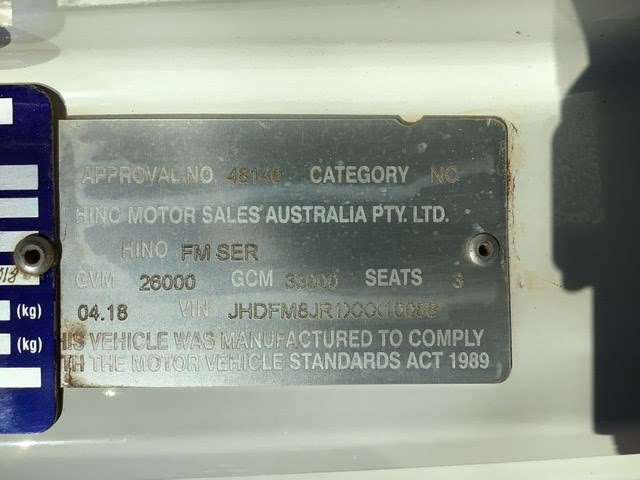 APPROVAL NO. 48140 CATEGORY NC
HINO MOTOR SALES AUSTRALIA PTY. LTD.
HINO FM SER
GVM 26000 GCM 33000 SEATS 3
04.18 VIN
HIS VEHICLE WAS MANUFACTURED TO COMPLY
TH THE MOTOR VEHICLE STANDARDS ACT 1989
(kg)
(kg)